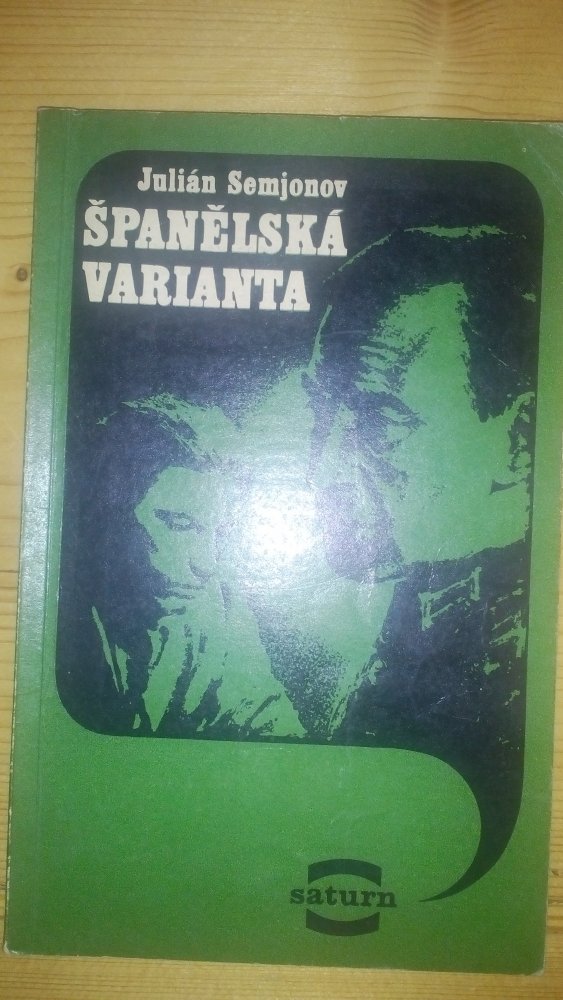 Julián Semjonov
ŠPANĚLSKÁ
VARIANTA
saturn